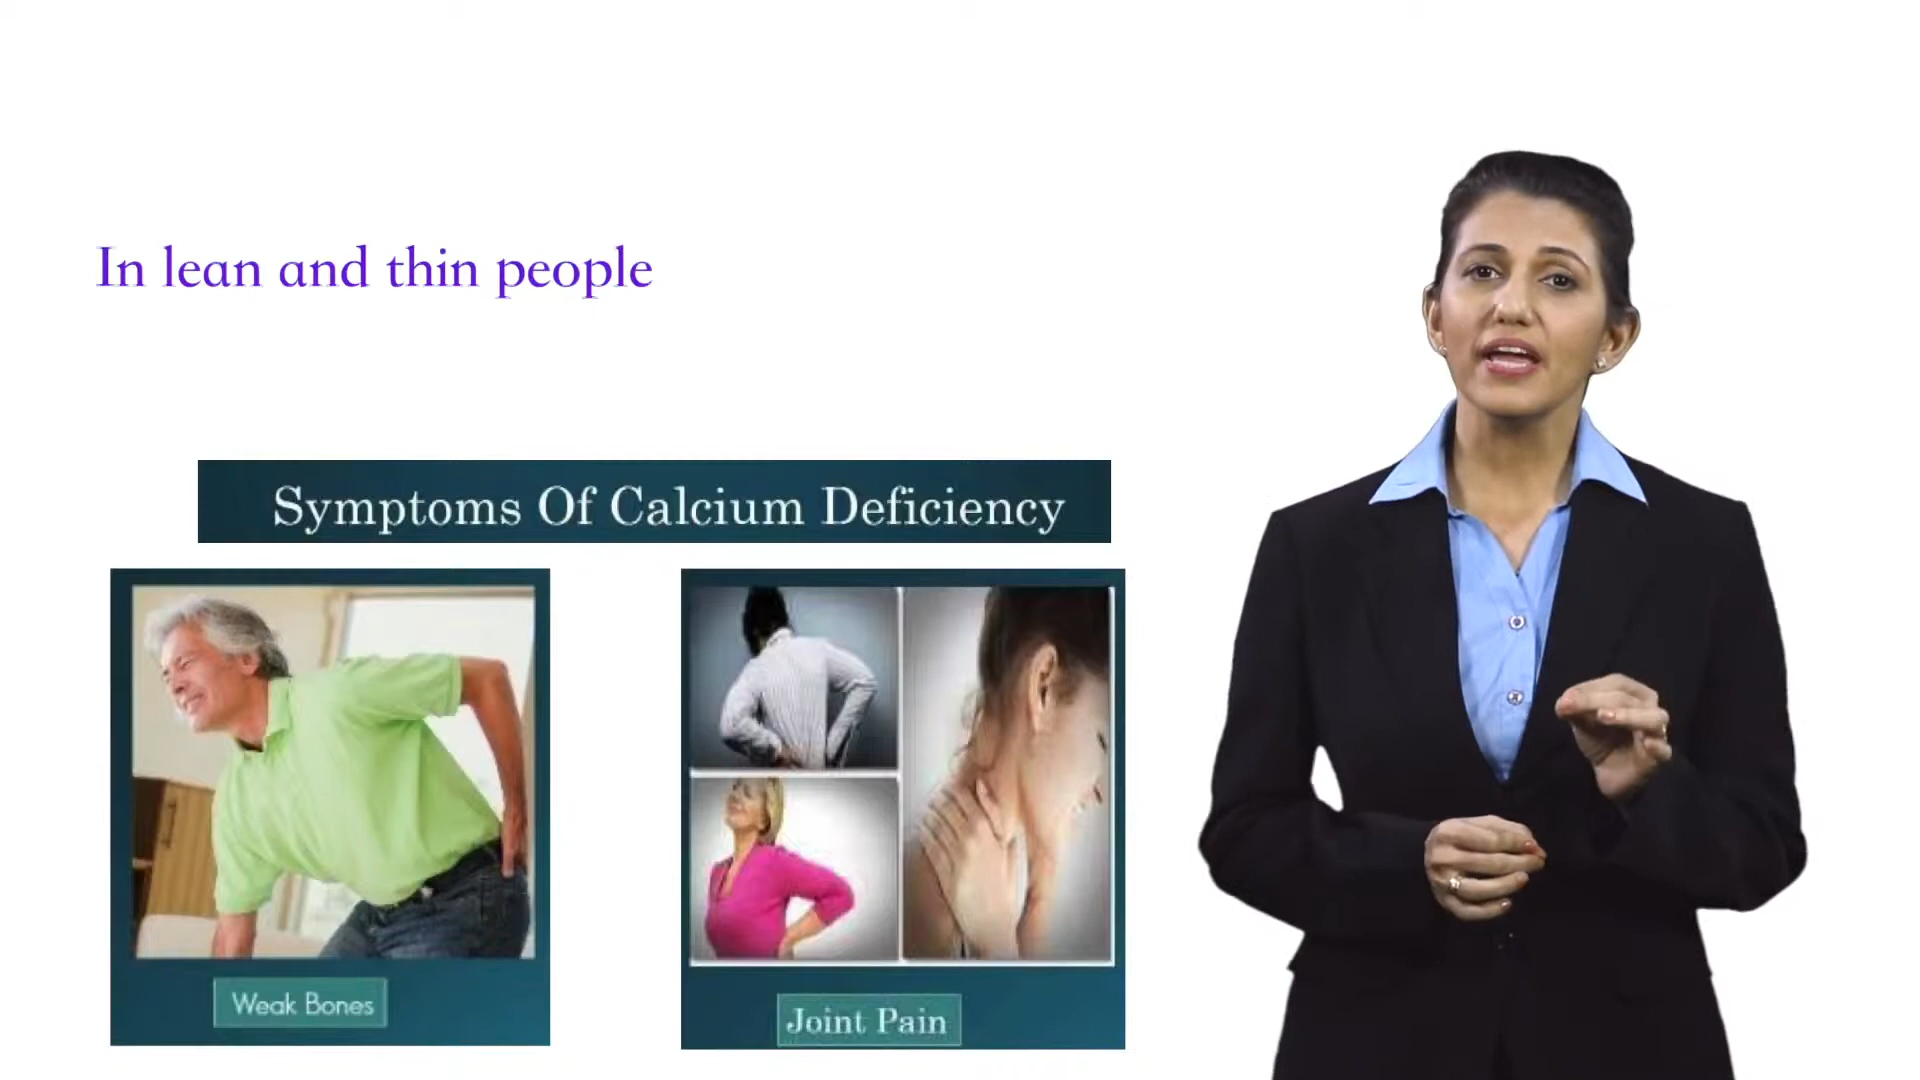 In lean and thin people
Symptoms Of Calcium Deficiency
Weak Bones
Joint Pain